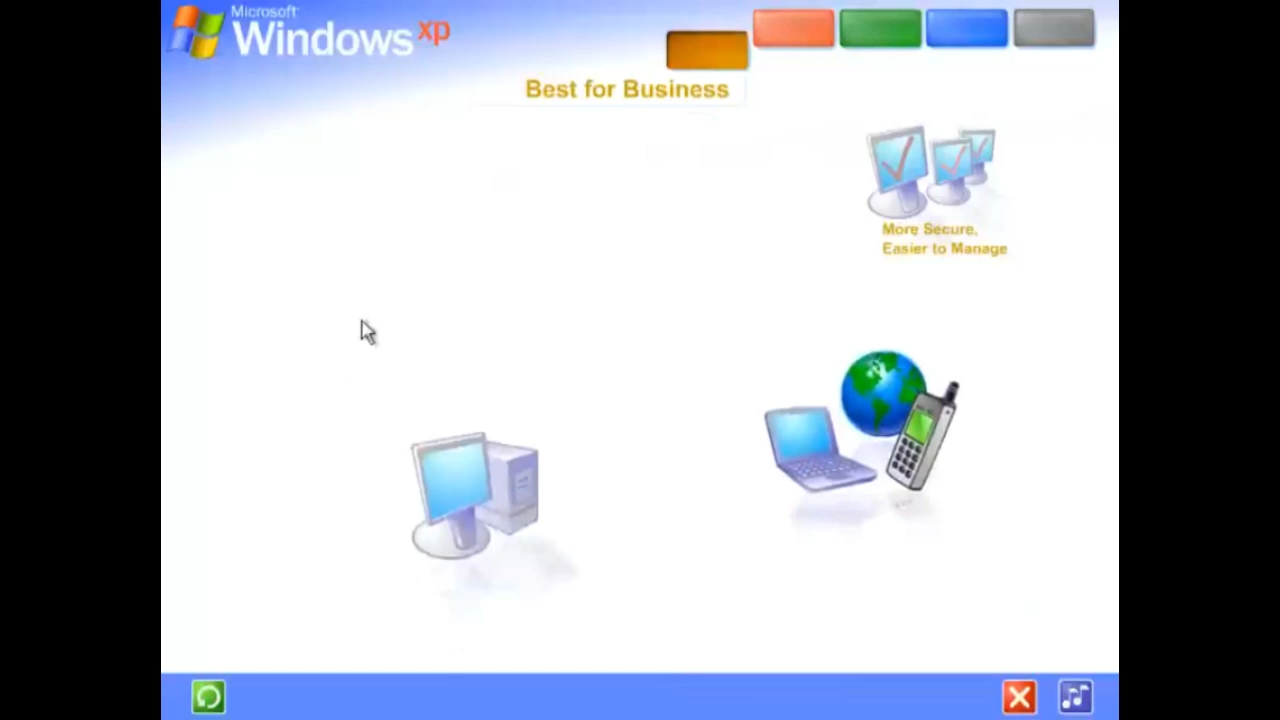 Microsoft
Windows xp
Best for Business
More Secure,
Easier to Manage